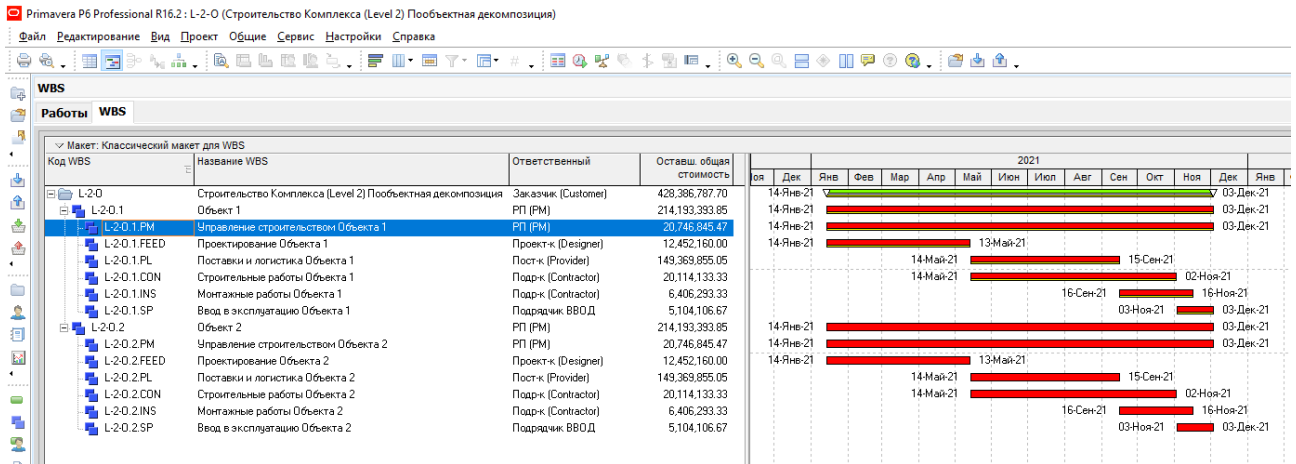 Primavera P6 Professional R16.2 : L-2-O (Строительство Комплекса (Level 2) Пообъектная декомпозиция)
Файл Редактирование Вид Проект Общие Сервис Настройки Справка
WBS
Работы WBS
Макет: Классический макет для WBS
Код WBS Название WBS Ответственный Оставш. общая стоимость 2021
Ноя Дек Янв Фев Мар Апр Май Июн Июл Авг Сен Окт Ноя Дек Янв
L-2-O Строительство Комплекса (Level 2) Пообъектная декомпозиция Заказчик (Customer) 428,386,787.70 14-Янв-21 03-Дек-21
L-2-O.1 Объект 1 РП (PM) 214,193,393.85 14-Янв-21 03-Дек-21
L-2-O.1.PM Управление строительством Объекта 1 РП (PM) 20,746,845.47 14-Янв-21 03-Дек-21
L-2-O.1.FEED Проектирование Объекта 1 Проект-к (Designer) 12,452,160.00 14-Янв-21 13-Май-21
L-2-O.1.PL Поставки и логистика Объекта 1 Пост-к (Provider) 149,369,855.05 14-Май-21 15-Сен-21
L-2-O.1.CON Строительные работы Объекта 1 Подр-к (Contractor) 20,114,133.33 14-Май-21 02-Ноя-21
L-2-O.1.INS Монтажные работы Объекта 1 Подр-к (Contractor) 6,406,293.33 16-Сен-21 16-Ноя-21
L-2-O.1.SP Ввод в эксплуатацию Объекта 1 Подрядчик ВВОД 5,104,106.67 03-Ноя-21 03-Дек-21
L-2-O.2 Объект 2 РП (PM) 214,193,393.85 14-Янв-21 03-Дек-21
L-2-O.2.PM Управление строительством Объекта 2 РП (PM) 20,746,845.47 14-Янв-21 03-Дек-21
L-2-O.2.FEED Проектирование Объекта 2 Проект-к (Designer) 12,452,160.00 14-Янв-21 13-Май-21
L-2-O.2.PL Поставки и логистика Объекта 2 Пост-к (Provider) 149,369,855.05 14-Май-21 15-Сен-21
L-2-O.2.CON Строительные работы Объекта 2 Подр-к (Contractor) 20,114,133.33 14-Май-21 02-Ноя-21
L-2-O.2.INS Монтажные работы Объекта 2 Подр-к (Contractor) 6,406,293.33 16-Сен-21 16-Ноя-21
L-2-O.2.SP Ввод в эксплуатацию Объекта 2 Подрядчик ВВОД 5,104,106.67 03-Ноя-21 03-Дек-21